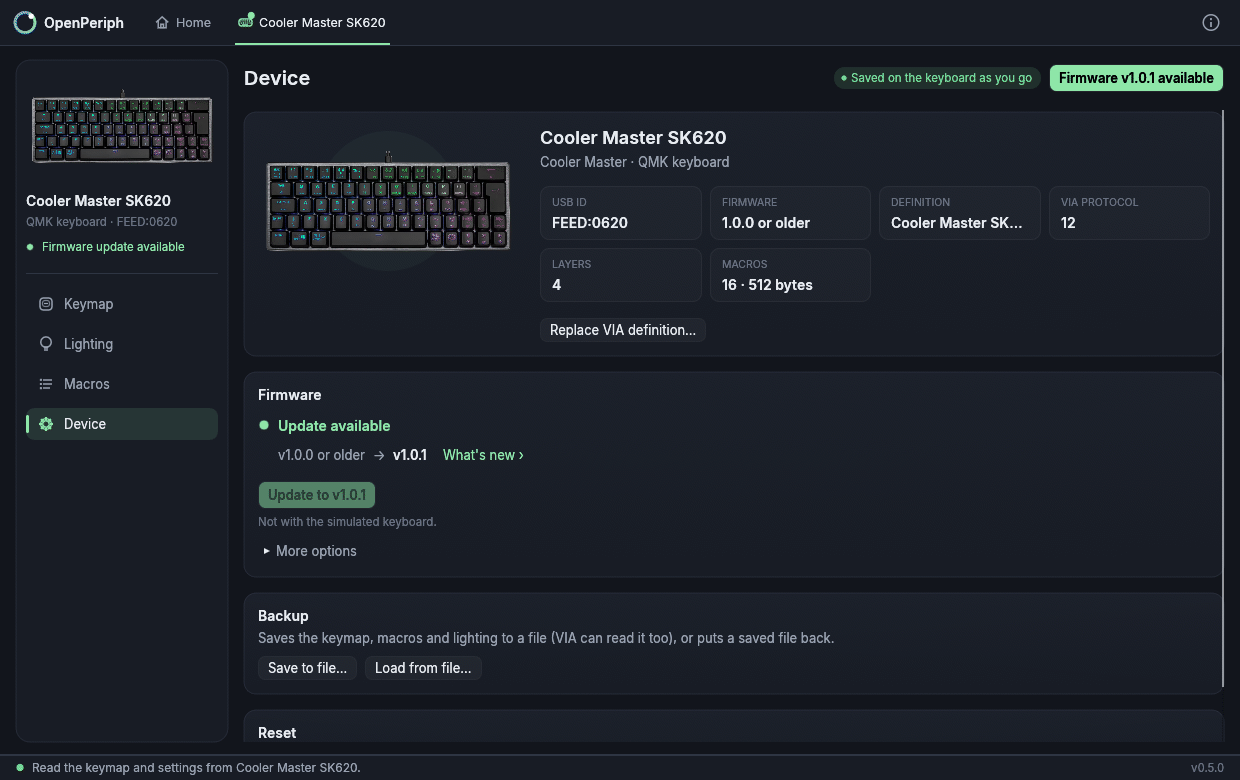 OpenPeriph
Home
Cooler Master SK620
Cooler Master SK620
QMK keyboard · FEED:0620
Firmware update available
Keymap
Lighting
Macros
Device
Device
Saved on the keyboard as you go
Firmware v1.0.1 available
Cooler Master SK620
Cooler Master · QMK keyboard
USB ID
FEED:0620
FIRMWARE
1.0.0 or older
DEFINITION
Cooler Master SK...
VIA PROTOCOL
12
LAYERS
4
MACROS
16 · 512 bytes
Replace VIA definition...
Firmware
Update available
v1.0.0 or older → v1.0.1 What's new ›
Update to v1.0.1
Not with the simulated keyboard.
More options
Backup
Saves the keymap, macros and lighting to a file (VIA can read it too), or puts a saved file back.
Save to file...
Load from file...
Reset
Read the keymap and settings from Cooler Master SK620.
v0.5.0